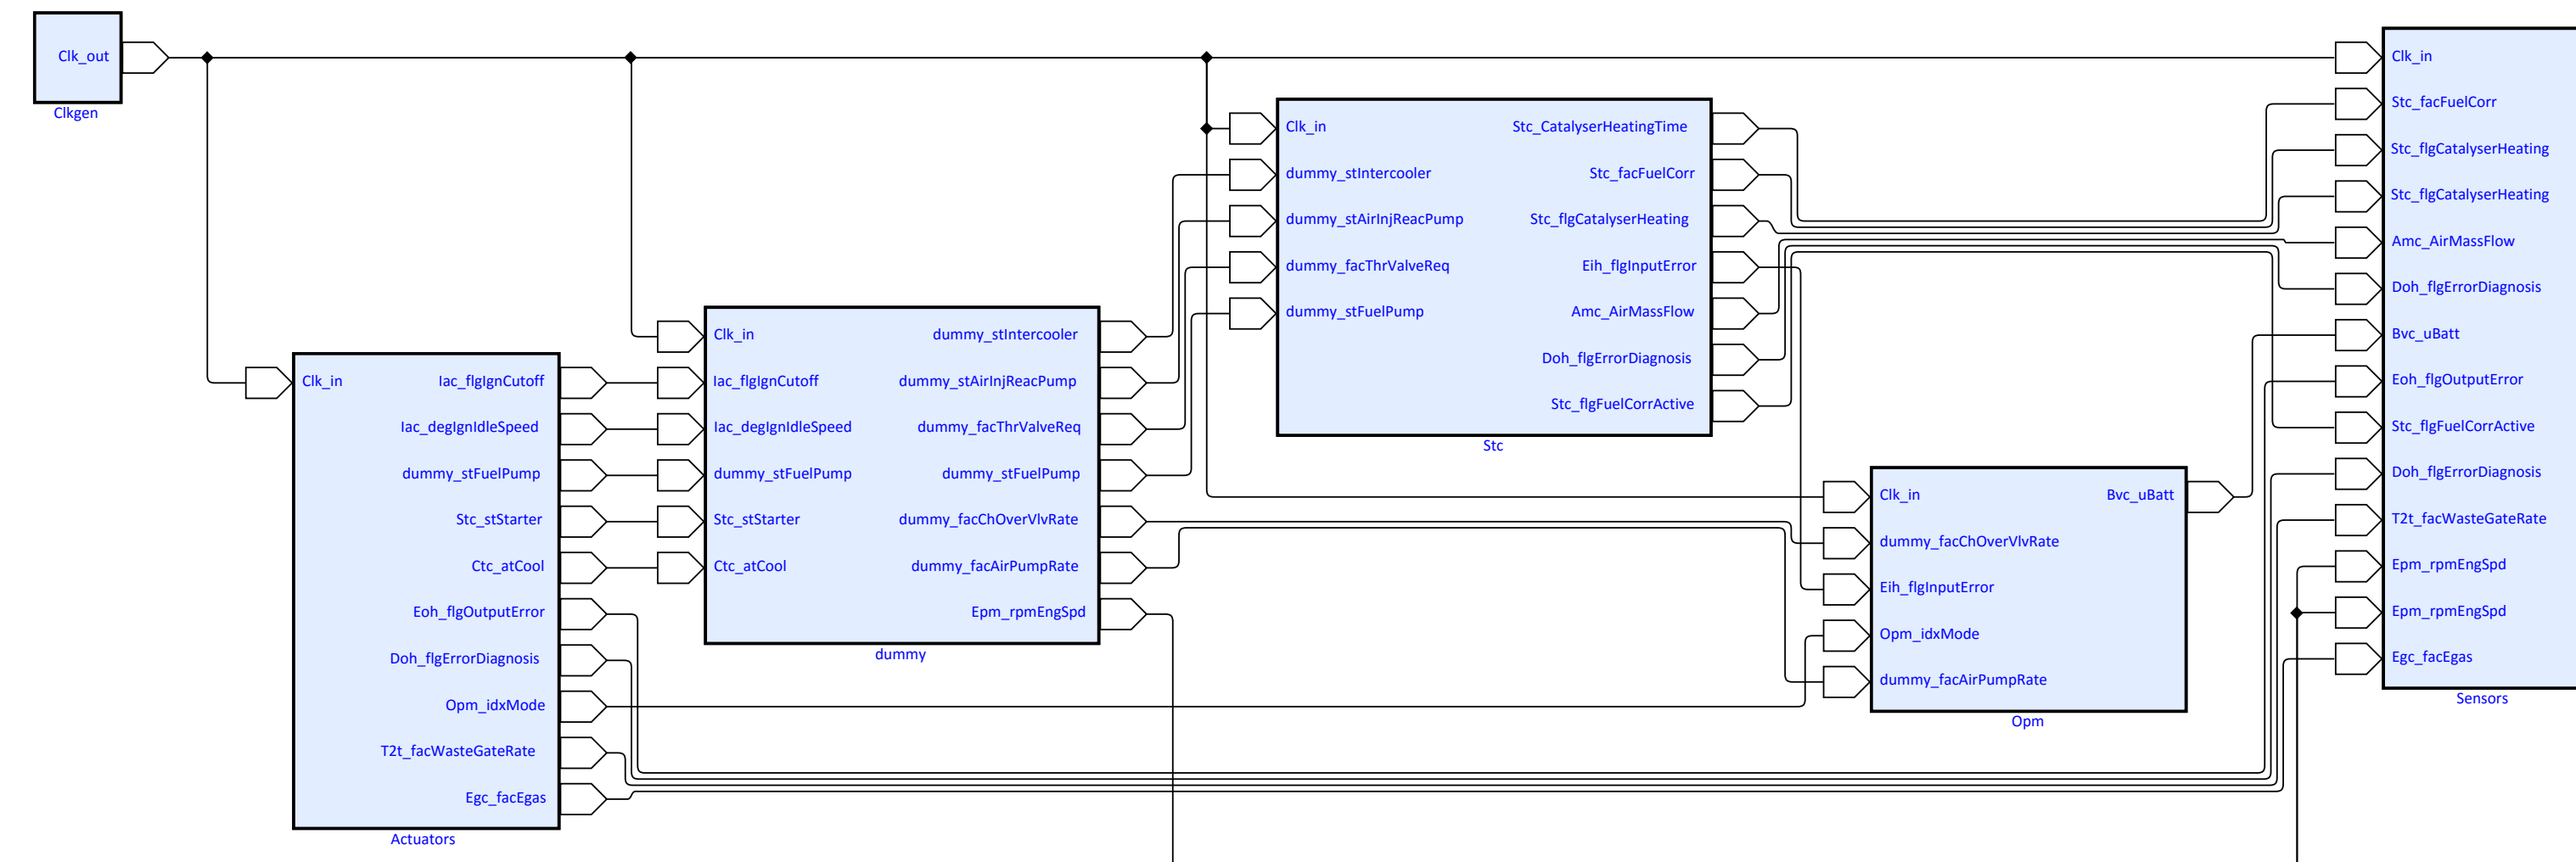 Clk_out
Clkgen
Clk_in
Iac_flgIgnCutoff
Iac_degIgnIdleSpeed
dummy_stFuelPump
Stc_stStarter
Ctc_atCool
Eoh_flgOutputError
Doh_flgErrorDiagnosis
Opm_idxMode
T2t_facWasteGateRate
Egc_facEgas
Actuators
Clk_in
Iac_flgIgnCutoff
Iac_degIgnIdleSpeed
dummy_stFuelPump
Stc_stStarter
Ctc_atCool
dummy_stIntercooler
dummy_stAirInjReacPump
dummy_facThrValveReq
dummy_stFuelPump
dummy_facChOverVlvRate
dummy_facAirPumpRate
Epm_rpmEngSpd
dummy
Clk_in
dummy_stIntercooler
dummy_stAirInjReacPump
dummy_facThrValveReq
dummy_stFuelPump
Stc_CatalyserHeatingTime
Stc_facFuelCorr
Stc_flgCatalyserHeating
Eih_flgInputError
Amc_AirMassFlow
Doh_flgErrorDiagnosis
Stc_flgFuelCorrActive
Stc
Clk_in
dummy_facChOverVlvRate
Eih_flgInputError
Opm_idxMode
dummy_facAirPumpRate
Bvc_uBatt
Opm
Clk_in
Stc_facFuelCorr
Stc_flgCatalyserHeating
Stc_flgCatalyserHeating
Amc_AirMassFlow
Doh_flgErrorDiagnosis
Bvc_uBatt
Eoh_flgOutputError
Stc_flgFuelCorrActive
Doh_flgErrorDiagnosis
T2t_facWasteGateRate
Epm_rpmEngSpd
Epm_rpmEngSpd
Egc_facEgas
Sensors